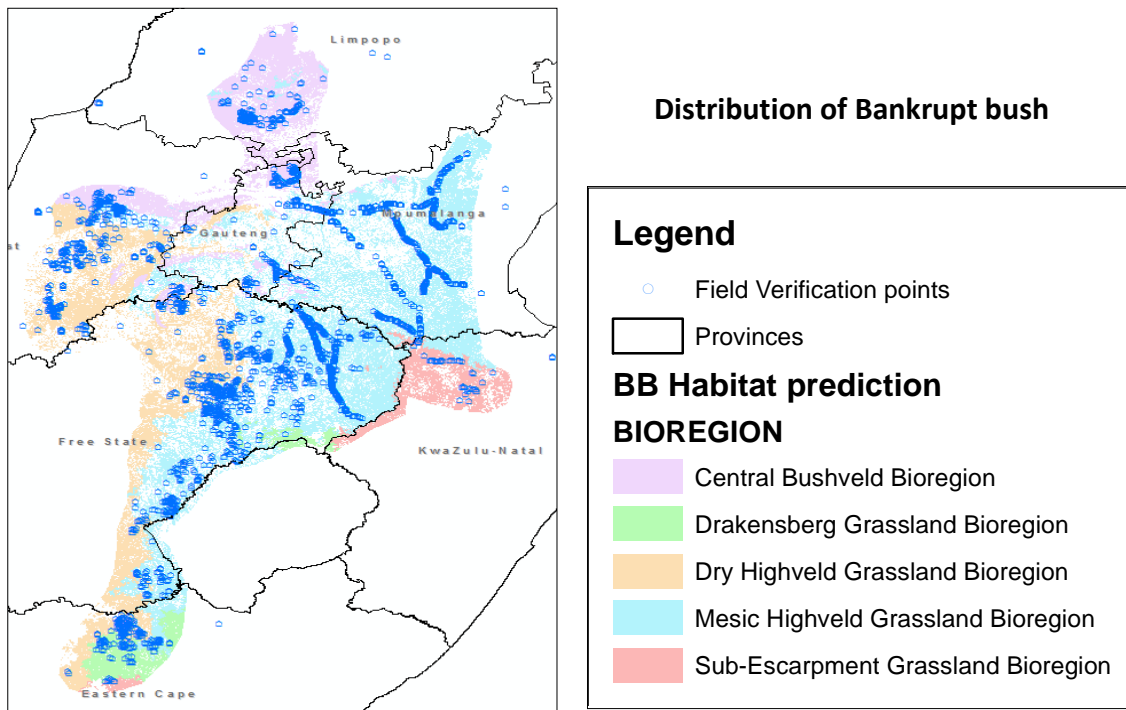 Limpopo
Mpumalanga
Gauteng
st
Free State
KwaZulu-Natal
Eastern Cape
Distribution of Bankrupt bush
Legend
Field Verification points
Provinces
BB Habitat prediction
BIOREGION
Central Bushveld Bioregion
Drakensberg Grassland Bioregion
Dry Highveld Grassland Bioregion
Mesic Highveld Grassland Bioregion
Sub-Escarpment Grassland Bioregion